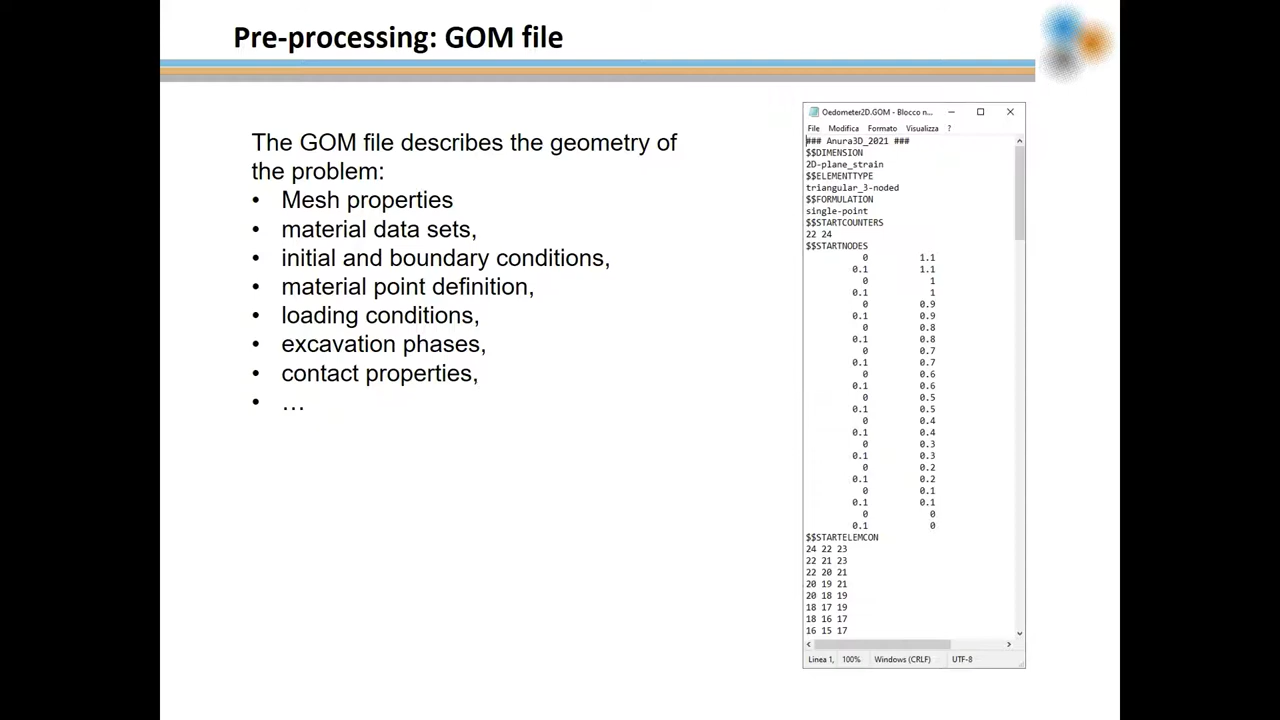 Pre-processing: GOM file
The GOM file describes the geometry of
the problem:
• Mesh properties
• material data sets,
• initial and boundary conditions,
• material point definition,
• loading conditions,
• excavation phases,
• contact properties,
• …
Oedometer2D.GOM - Blocco n...
File Modifica Formato Visualizza ?
### Anura3D_2021 ###
$$DIMENSION
2D-plane_strain
$$ELEMENTTYPE
triangular_3-noded
$$FORMULATION
single-point
$$STARTCOUNTERS
22 24
$$STARTNODES
0 1.1
0.1 1.1
0 1
0.1 1
0 0.9
0.1 0.9
0 0.8
0.1 0.8
0 0.7
0.1 0.7
0 0.6
0.1 0.6
0 0.5
0.1 0.5
0 0.4
0.1 0.4
0 0.3
0.1 0.3
0 0.2
0.1 0.2
0 0.1
0.1 0.1
0 0
0.1 0
$$STARTELEMCON
24 22 23
22 21 23
22 20 21
20 19 21
20 18 19
18 17 19
18 16 17
16 15 17
Linea 1, 100% Windows (CRLF) UTF-8